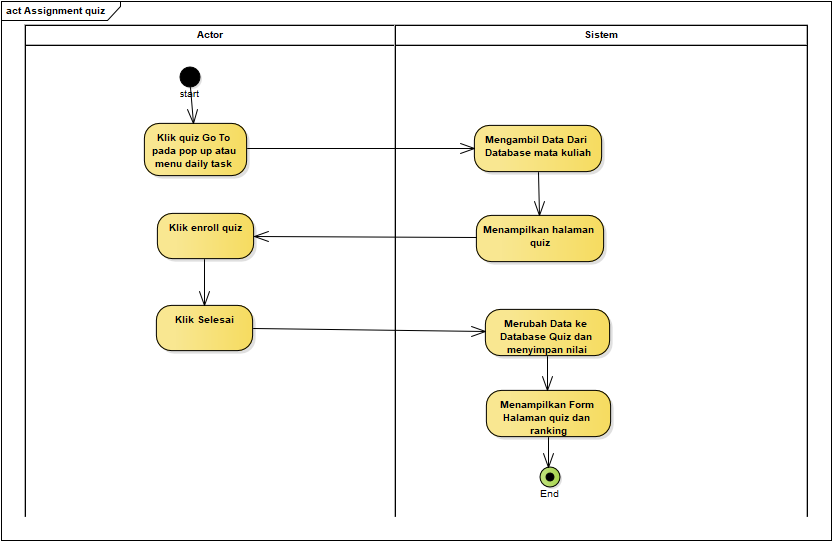 act Assignment quiz
Actor
Sistem
start
Klik quiz Go To
pada pop up atau
menu daily task
Mengambil Data Dari
Database mata kuliah
Klik enroll quiz
Menampilkan halaman
quiz
Klik Selesai
Merubah Data ke
Database Quiz dan
menyimpan nilai
Menampilkan Form
Halaman quiz dan
ranking
End